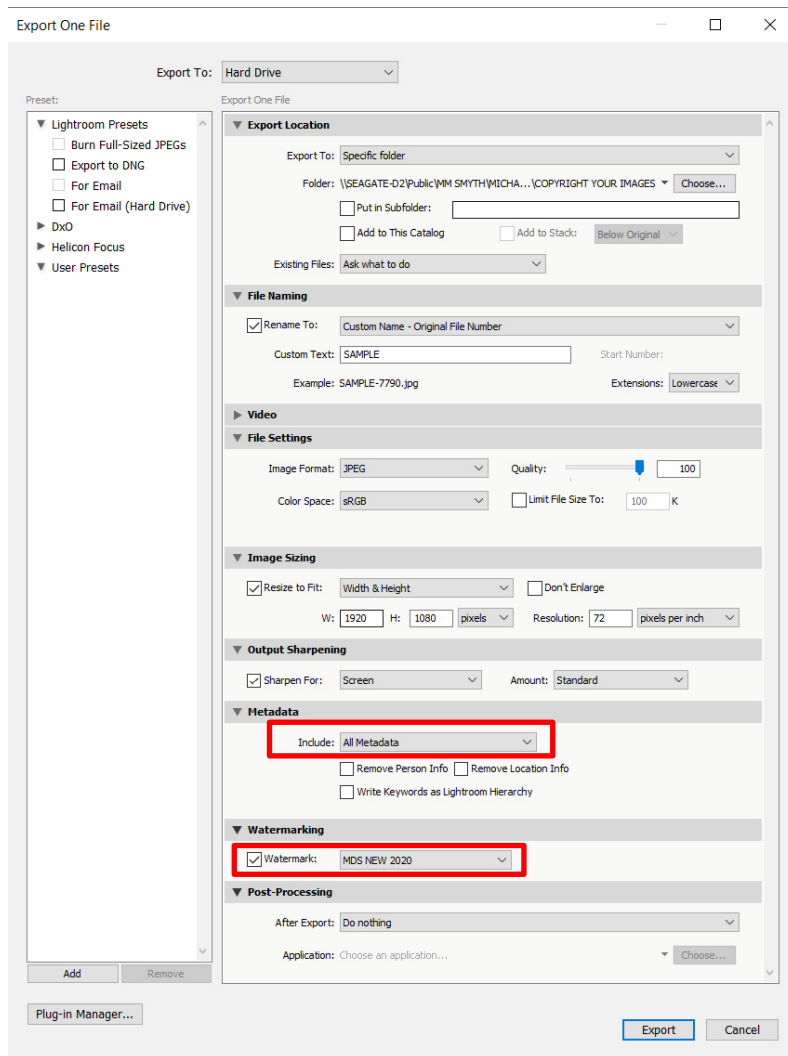 Export One File
Export To: Hard Drive
Preset:
Export One File
Lightroom Presets
Burn Full-Sized JPEGs
Export to DNG
For Email
For Email (Hard Drive)
DxO
Helicon Focus
User Presets
Export Location
Export To: Specific folder
Folder: \\SEAGATE-D2\Public\MM SMYTH\MICHA...\COPYRIGHT YOUR IMAGES Choose...
Put in Subfolder:
Add to This Catalog Add to Stack: Below Original
Existing Files: Ask what to do
File Naming
Rename To: Custom Name - Original File Number
Custom Text: SAMPLE Start Number:
Example: SAMPLE-7790.jpg Extensions: Lowercase
Video
File Settings
Image Format: JPEG Quality: 100
Color Space: sRGB Limit File Size To: 100 K
Image Sizing
Resize to Fit: Width & Height Don't Enlarge
W: 1920 H: 1080 pixels Resolution: 72 pixels per inch
Output Sharpening
Sharpen For: Screen Amount: Standard
Metadata
Include: All Metadata
Remove Person Info Remove Location Info
Write Keywords as Lightroom Hierarchy
Watermarking
Watermark: MDS NEW 2020
Post-Processing
After Export: Do nothing
Application: Choose an application... Choose...
Add Remove
Plug-in Manager...
Export Cancel